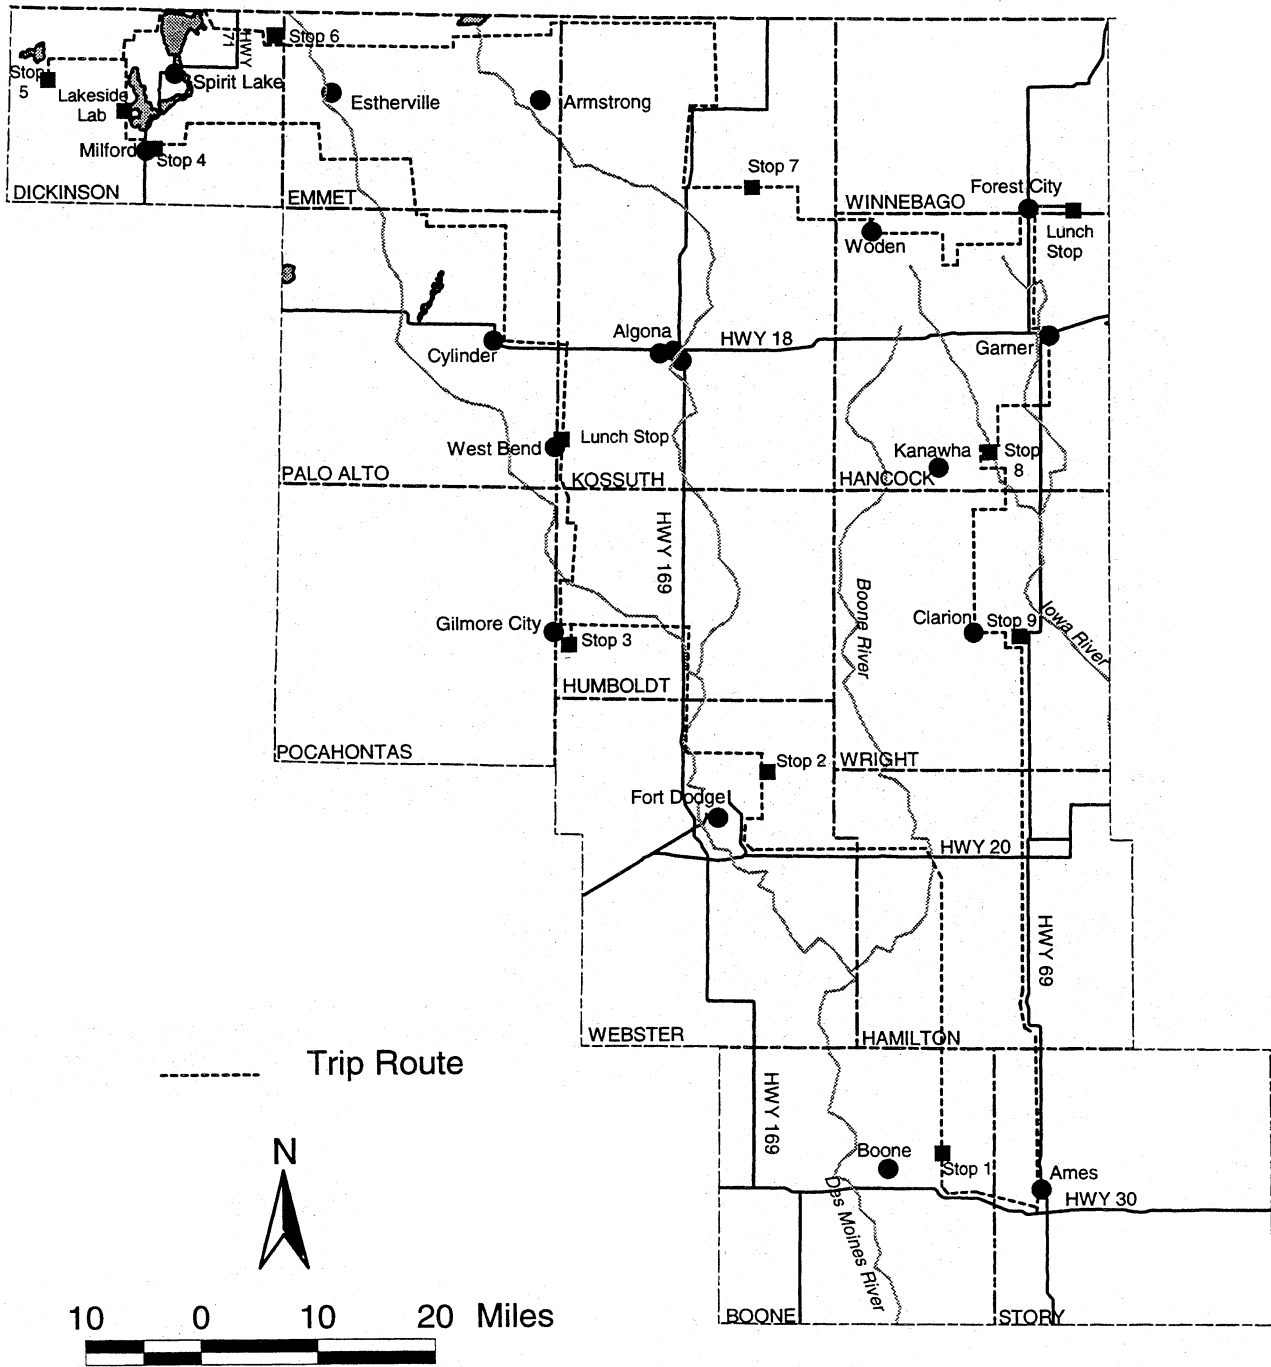 Stop 6
HWY 71
Stop
5
Spirit Lake
Lakeside
Lab
Estherville
Armstrong
Milford
Stop 4
DICKINSON
EMMET
Stop 7
Forest City
WINNEBAGO
Lunch
Stop
Woden
Algona
HWY 18
Cylinder
Garner
West Bend
Lunch Stop
Kanawha
Stop
8
PALO ALTO
KOSSUTH
HANCOCK
HWY 169
Boone River
Iowa River
Gilmore City
Stop 3
Clarion
Stop 9
HUMBOLDT
POCAHONTAS
Stop 2
WRIGHT
Fort Dodge
HWY 20
HWY 69
WEBSTER
HAMILTON
Trip Route
HWY 169
N
Boone
Stop 1
Ames
HWY 30
Des Moines River
BOONE
STORY
10 0 10 20 Miles